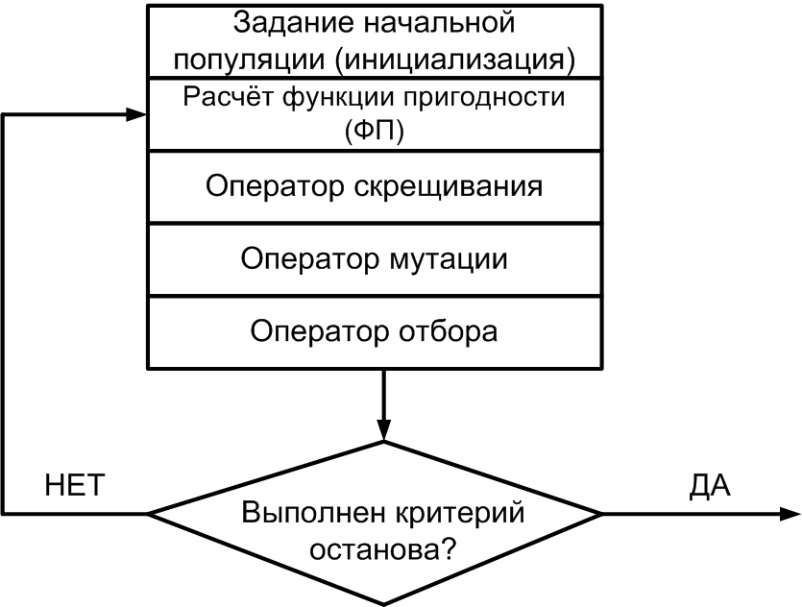 Задание начальной
популяции (инициализация)
Расчёт функции пригодности
(ФП)
Оператор скрещивания
Оператор мутации
Оператор отбора
НЕТ
ДА
Выполнен критерий
останова?